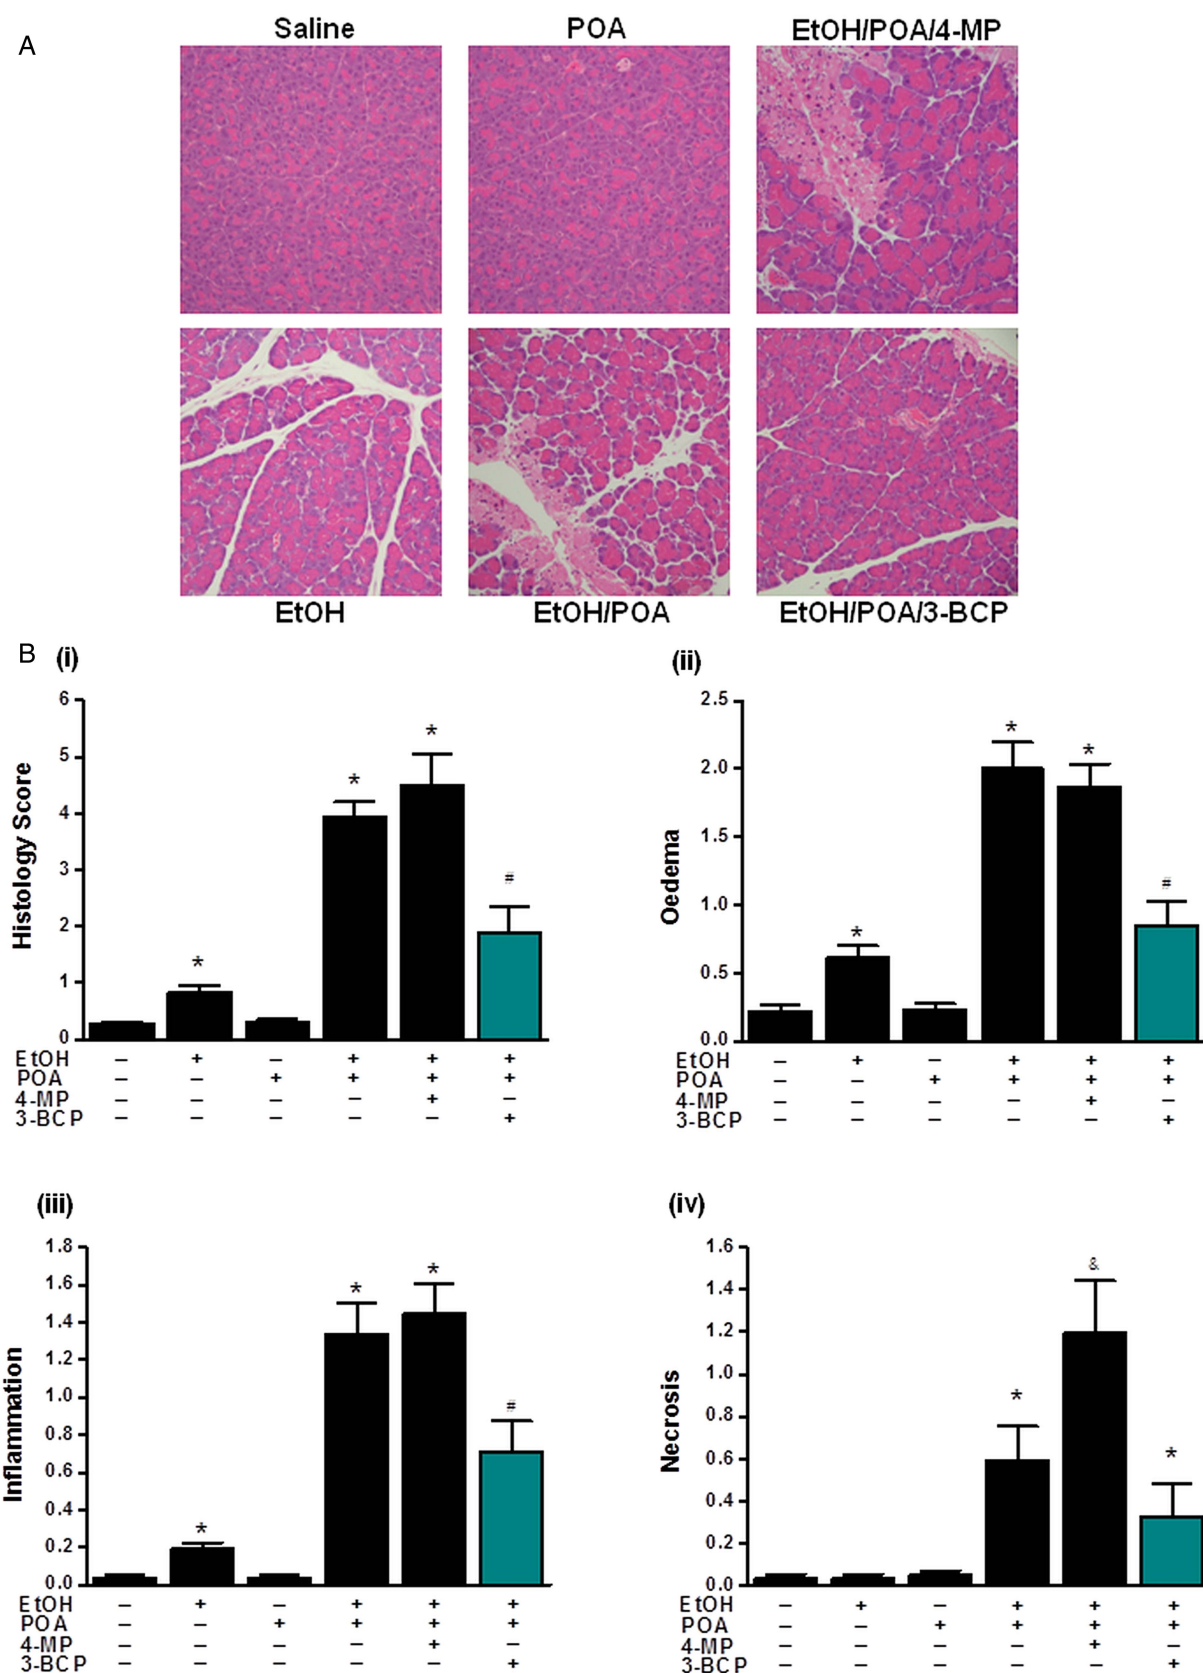 A
Saline POA EtOH/POA/4-MP
EtOH EtOH/POA EtOH/POA/3-BCP
B (i)
Histology Score
6
5
4
3
2
1
0
* * * #
EtOH – + – + + +
POA – – + + + +
4-MP – – – – + –
3-BCP – – – – – +
(ii)
Oedema
2.5
2.0
1.5
1.0
0.5
0.0
* * * #
EtOH – + – + + +
POA – – + + + +
4-MP – – – – + –
3-BCP – – – – – +
(iii)
Inflammation
1.8
1.6
1.4
1.2
1.0
0.8
0.6
0.4
0.2
0.0
* * * #
EtOH – + – + + +
POA – – + + + +
4-MP – – – – + –
3-BCP – – – – – +
(iv)
Necrosis
1.6
1.4
1.2
1.0
0.8
0.6
0.4
0.2
0.0
* & *
EtOH – + – + + +
POA – – + + + +
4-MP – – – – + –
3-BCP – – – – – +